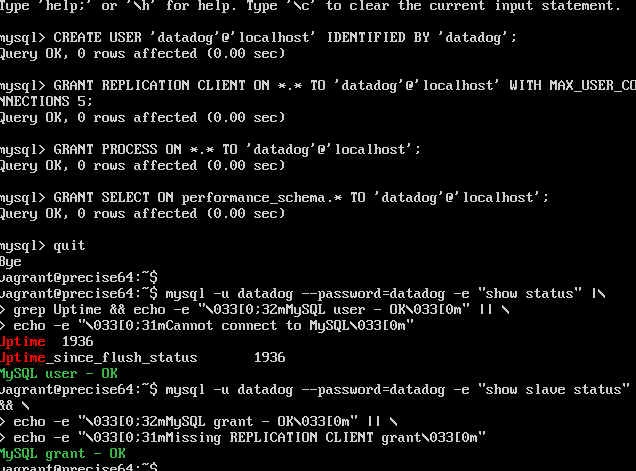 Type 'help;' or '\h' for help. Type '\c' to clear the current input statement.
mysql> CREATE USER 'datadog'@'localhost' IDENTIFIED BY 'datadog';
Query OK, 0 rows affected (0.00 sec)
mysql> GRANT REPLICATION CLIENT ON *.* TO 'datadog'@'localhost' WITH MAX_USER_CO
NNECTIONS 5;
Query OK, 0 rows affected (0.00 sec)
mysql> GRANT PROCESS ON *.* TO 'datadog'@'localhost';
Query OK, 0 rows affected (0.00 sec)
mysql> GRANT SELECT ON performance_schema.* TO 'datadog'@'localhost';
Query OK, 0 rows affected (0.00 sec)
mysql> quit
Bye
vagrant@precise64:~$
vagrant@precise64:~$ mysql -u datadog --password=datadog -e "show status" |\
> grep Uptime && echo -e "\033[0;32mMySQL user - OK\033[0m" || \
> echo -e "\033[0;31mCannot connect to MySQL\033[0m"
Uptime  1936
Uptime_since_flush_status       1936
MySQL user - OK
vagrant@precise64:~$ mysql -u datadog --password=datadog -e "show slave status"
&& \
> echo -e "\033[0;32mMySQL grant - OK\033[0m" || \
> echo -e "\033[0;31mMissing REPLICATION CLIENT grant\033[0m"
MySQL grant - OK
vagrant@precise64:~$